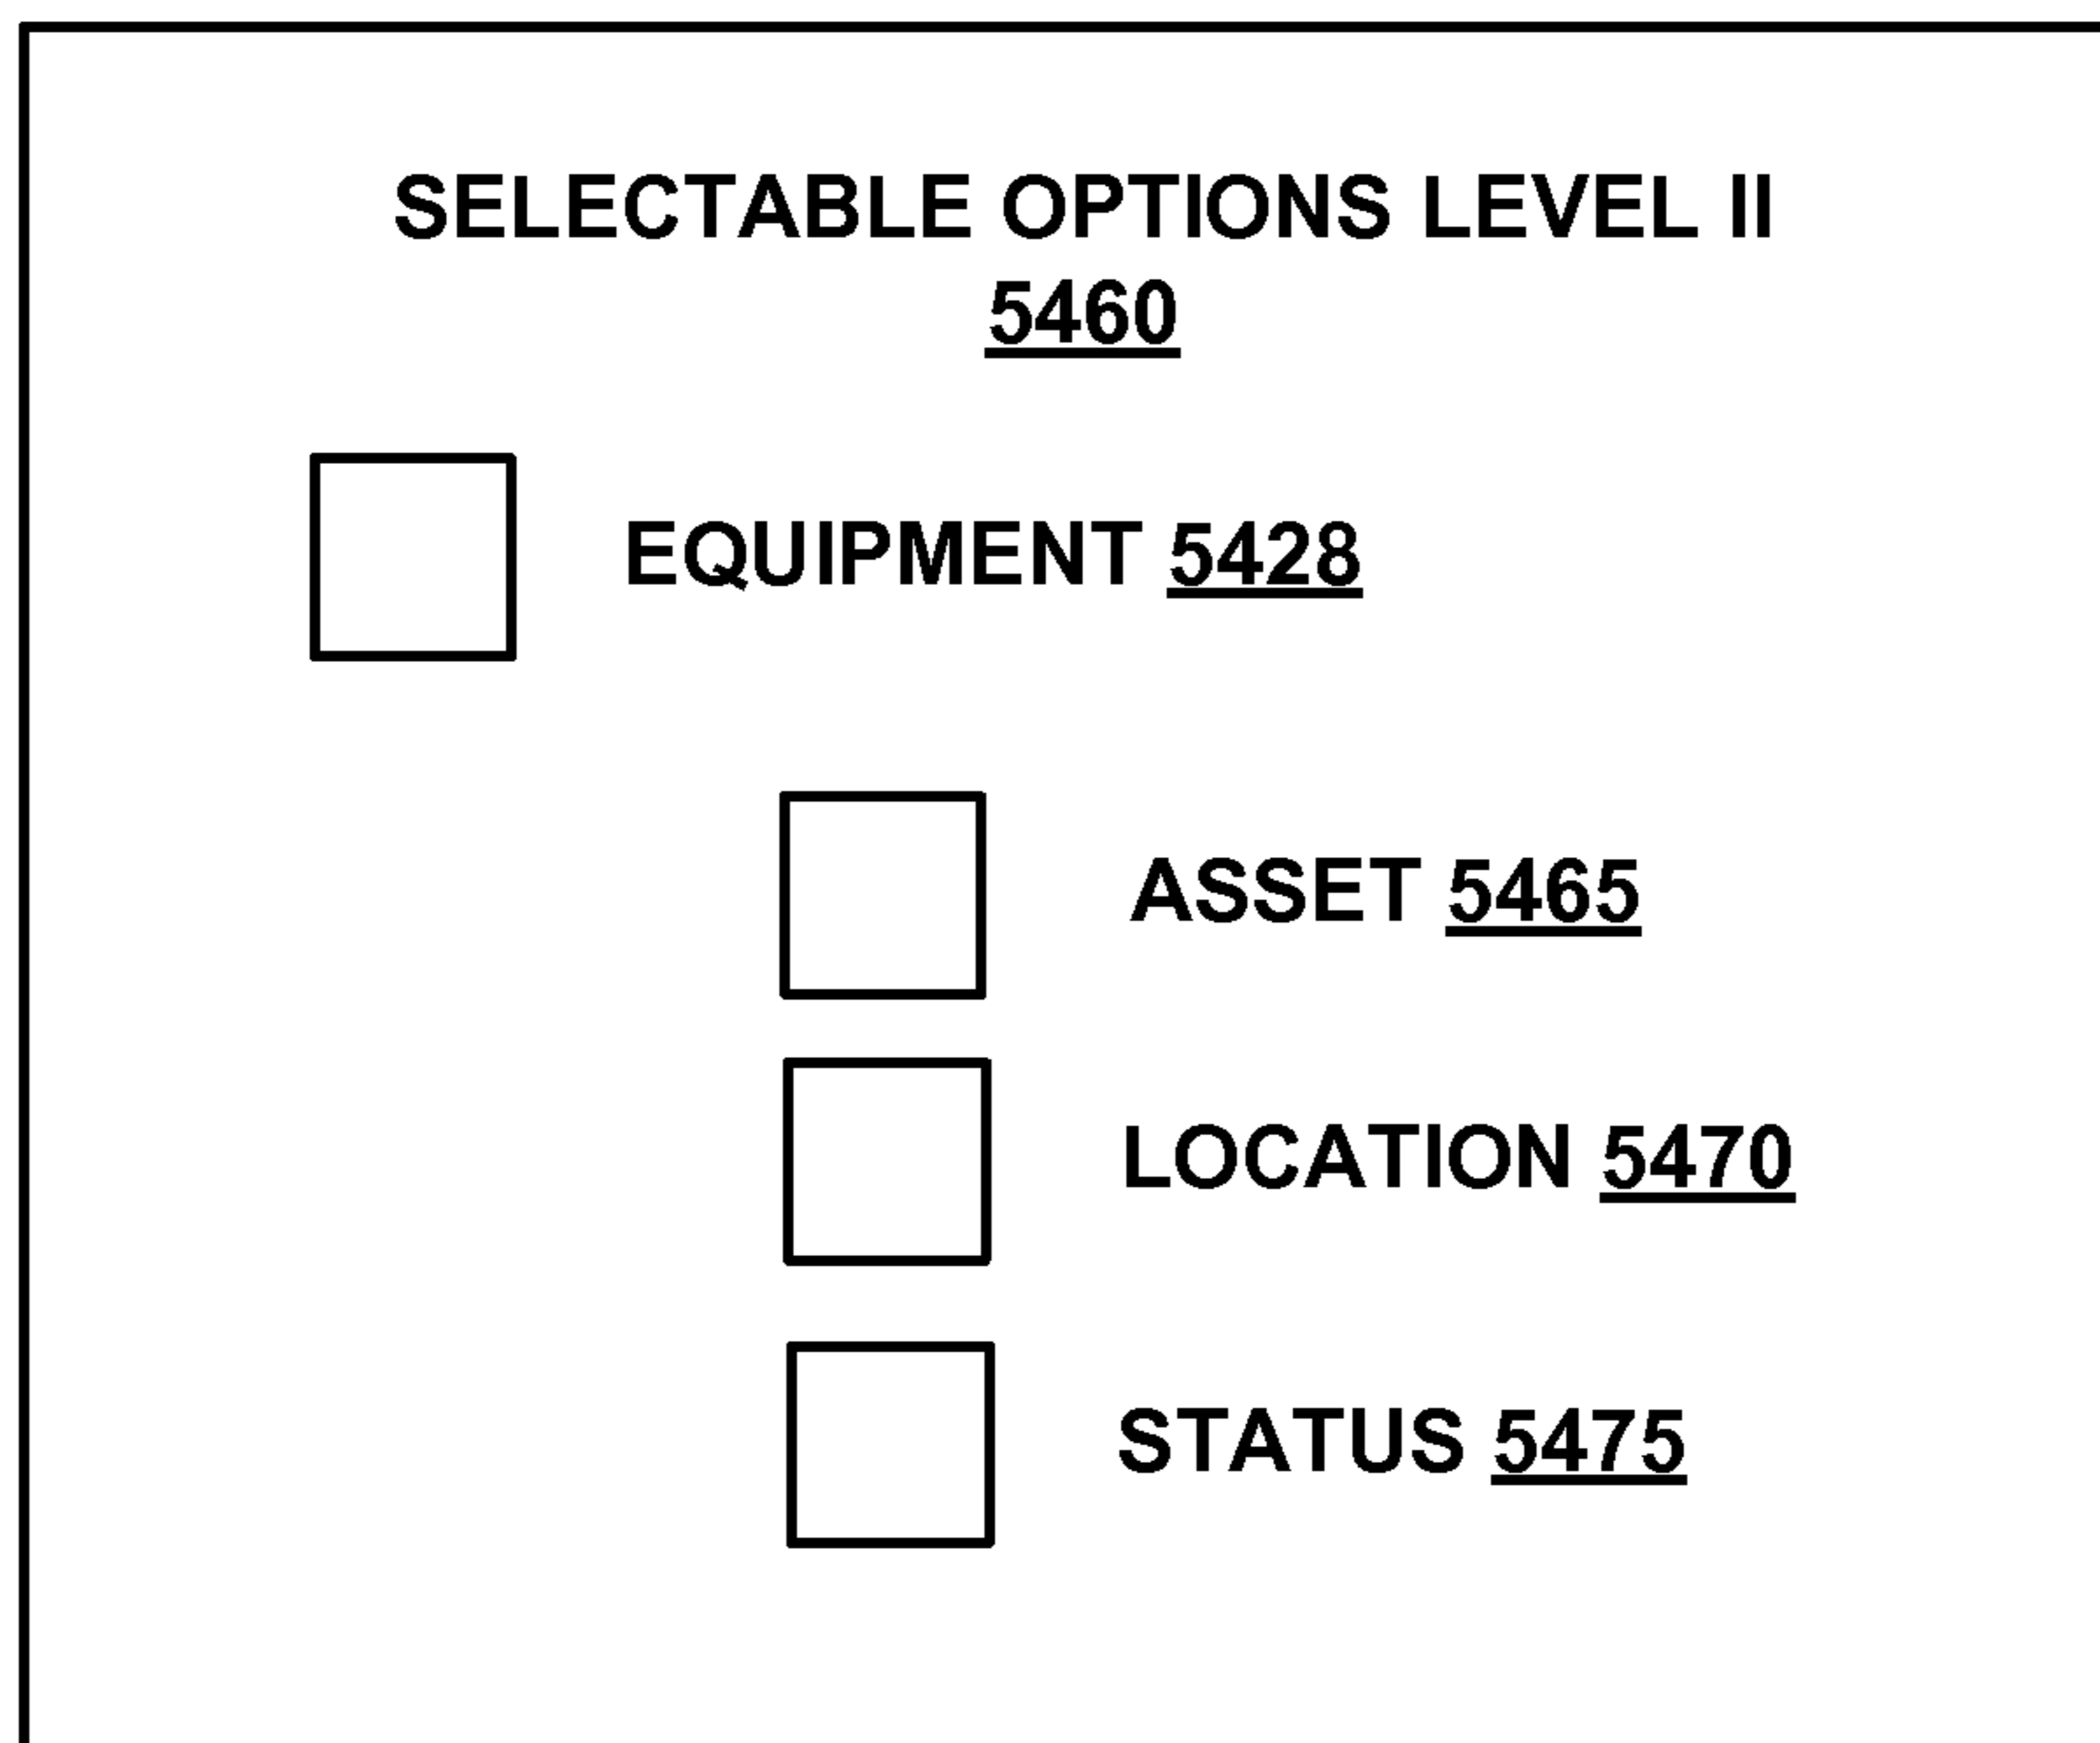 SELECTABLE OPTIONS LEVEL II
5460
EQUIPMENT 5428
ASSET 5465
LOCATION 5470
STATUS 5475